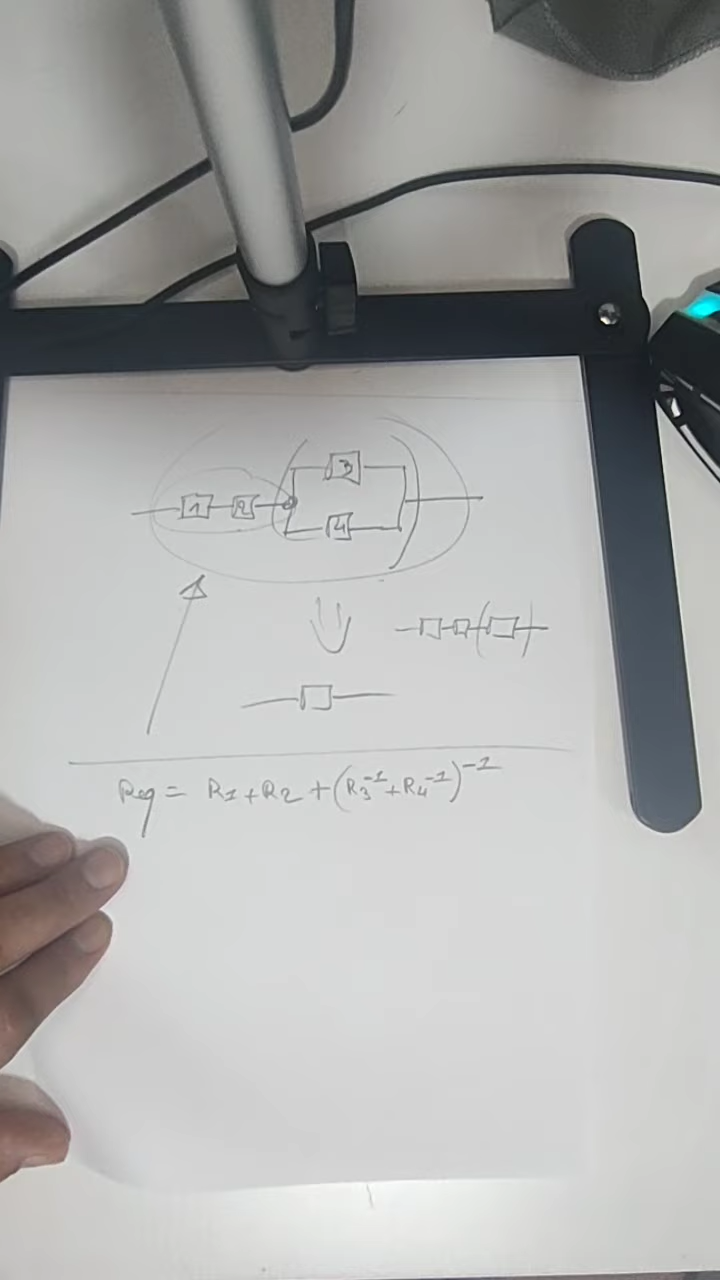 3
1 2
4
Req = R1 + R2 + (R3⁻¹ + R4⁻¹)⁻¹